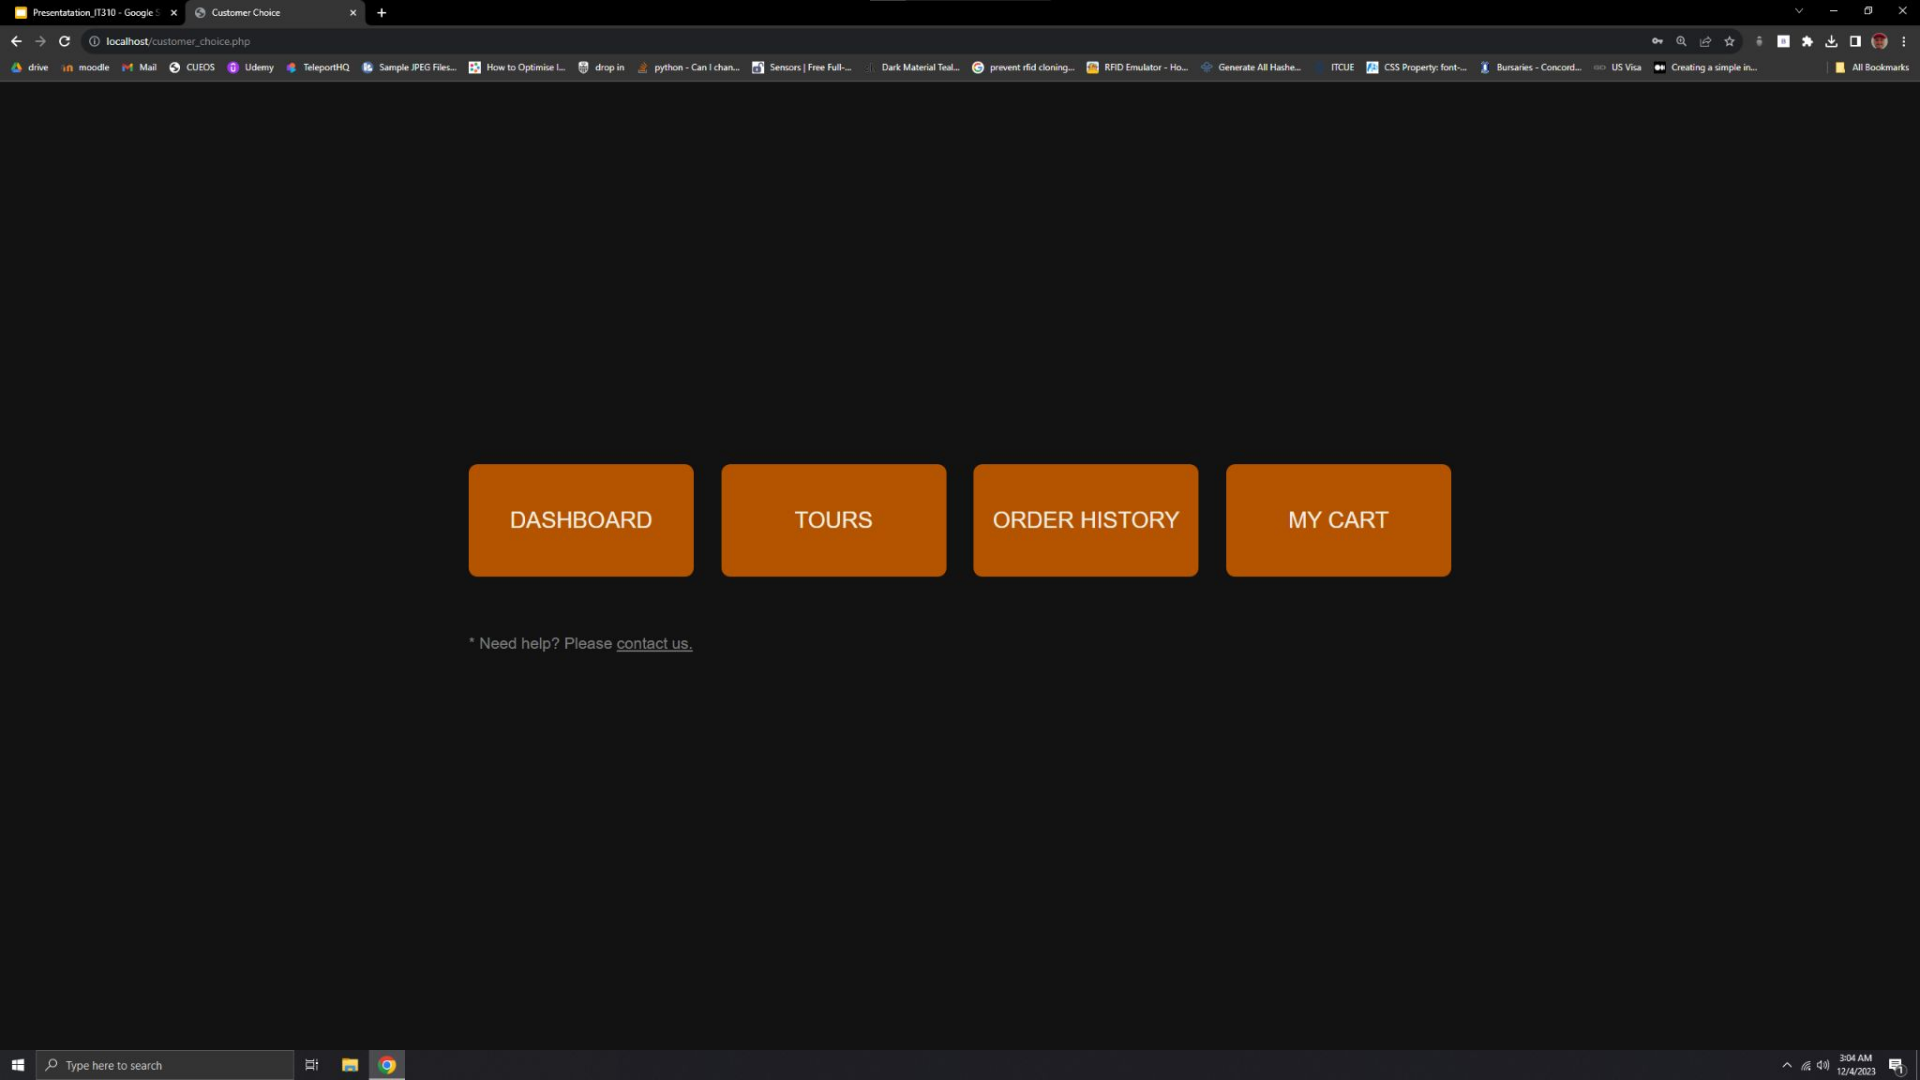 Presentatation_IT310 - Google S
Customer Choice
localhost/customer_choice.php
drive
moodle
Mail
CUEOS
Udemy
TeleportHQ
Sample JPEG Files...
How to Optimise I...
drop in
python - Can I chan...
Sensors | Free Full-...
Dark Material Teal...
prevent rfid cloning...
RFID Emulator - Ho...
Generate All Hashe...
ITCUE
CSS Property: font-...
Bursaries - Concord...
US Visa
Creating a simple in...
All Bookmarks
DASHBOARD
TOURS
ORDER HISTORY
MY CART
* Need help? Please contact us.
Type here to search
3:04 AM
12/4/2023